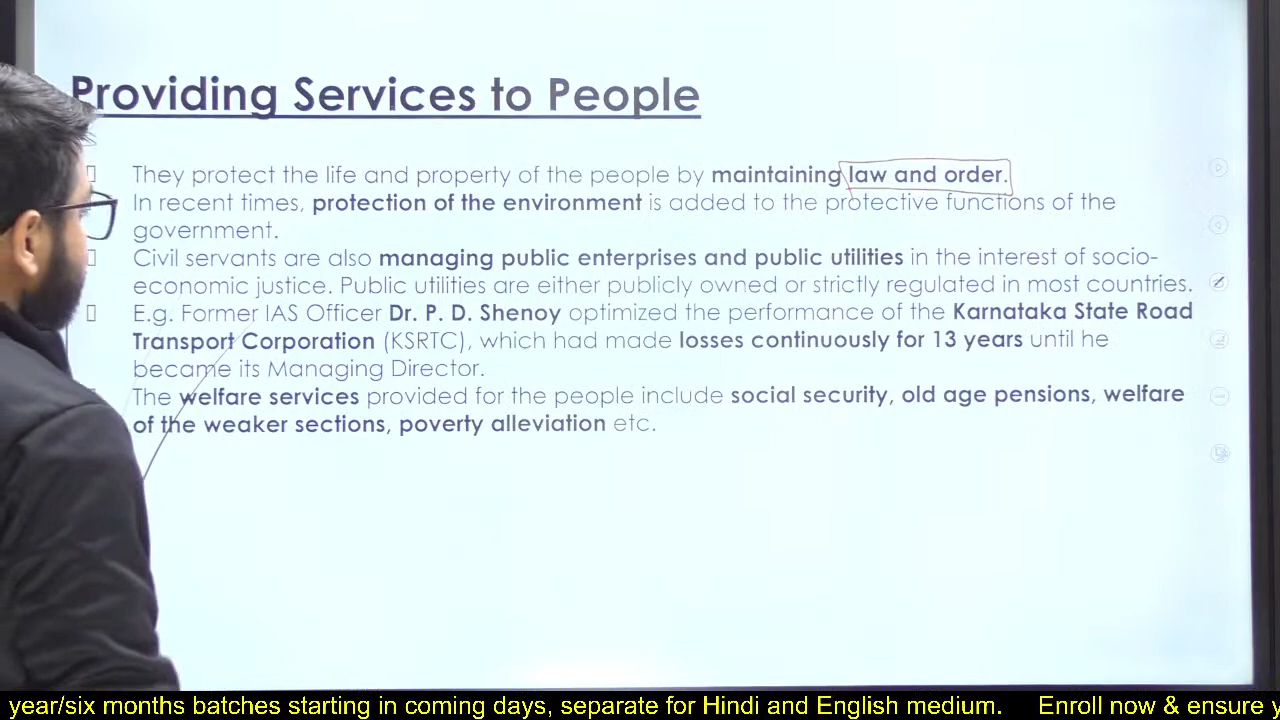 Providing Services to People
They protect the life and property of the people by maintaining law and order.
In recent times, protection of the environment is added to the protective functions of the
government.
Civil servants are also managing public enterprises and public utilities in the interest of socio-
economic justice. Public utilities are either publicly owned or strictly regulated in most countries.
E.g. Former IAS Officer Dr. P. D. Shenoy optimized the performance of the Karnataka State Road
Transport Corporation (KSRTC), which had made losses continuously for 13 years until he
became its Managing Director.
The welfare services provided for the people include social security, old age pensions, welfare
of the weaker sections, poverty alleviation etc.
year/six months batches starting in coming days, separate for Hindi and English medium. Enroll now & ensure y